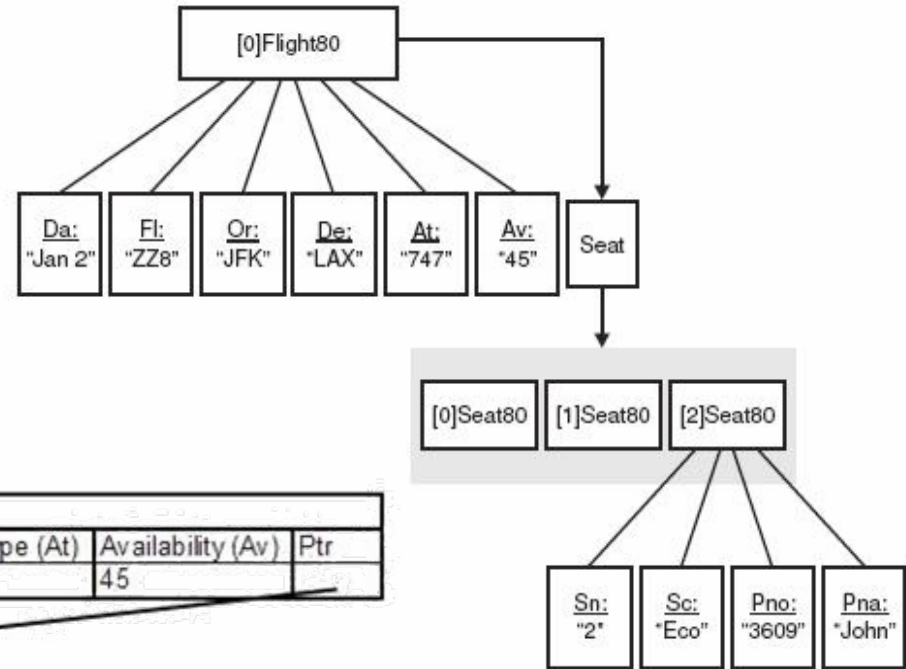 [0]Flight80
Da: Fl: Or: De: At: Av:
"Jan 2" "ZZ8" "JFK" "LAX" "747" "45" Seat
[0]Seat80 [1]Seat80 [2]Seat80
pe (At) Availability (Av) Ptr
45
Sn: Sc: Pno: Pna:
"2" "Eco" "3609" "John"